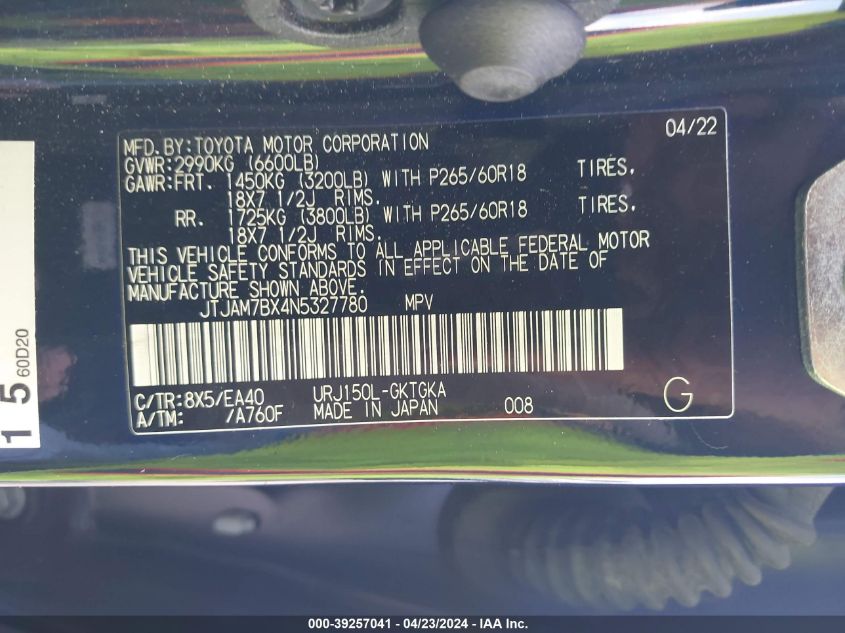 MFD. BY: TOYOTA MOTOR CORPORATION 04/22
GVWR: 2990KG (6600LB)
GAWR: FRT. 1450KG (3200LB) WITH P265/60R18 TIRES.
18X7 1/2J RIMS.
RR. 1725KG (3800LB) WITH P265/60R18 TIRES.
18X7 1/2J RIMS.
THIS VEHICLE CONFORMS TO ALL APPLICABLE FEDERAL MOTOR
VEHICLE SAFETY STANDARDS IN EFFECT ON THE DATE OF
MANUFACTURE SHOWN ABOVE.
JTJAM7BX4N5327780 MPV
C/TR: 8X5/EA40 URJ150L-GKTGKA
A/TM: /A760F MADE IN JAPAN 008 G
15
60D20
000-39257041 - 04/23/2024 - IAA Inc.